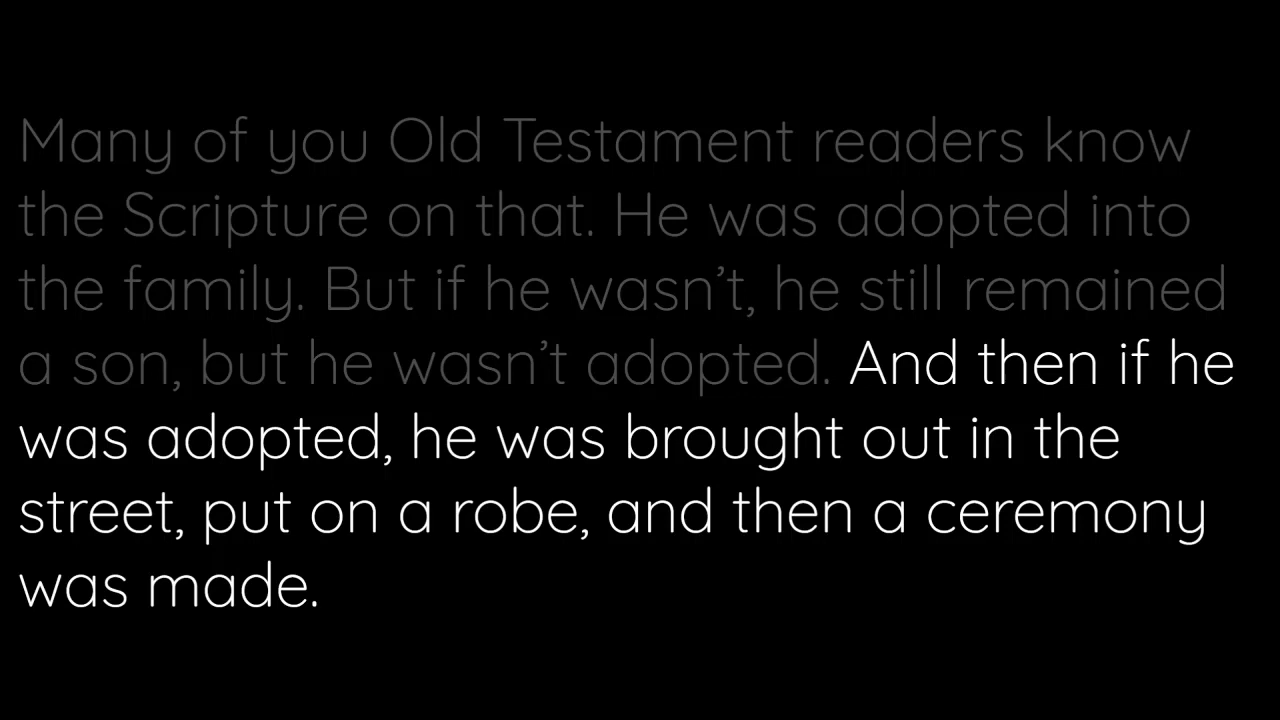 Many of you Old Testament readers know
the Scripture on that. He was adopted into
the family. But if he wasn’t, he still remained
a son, but he wasn’t adopted. And then if he
was adopted, he was brought out in the
street, put on a robe, and then a ceremony
was made.